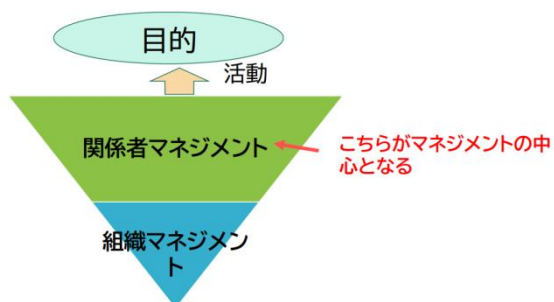 目的
活動
関係者マネジメント
こちらがマネジメントの中
心となる
組織マネジメン
ト